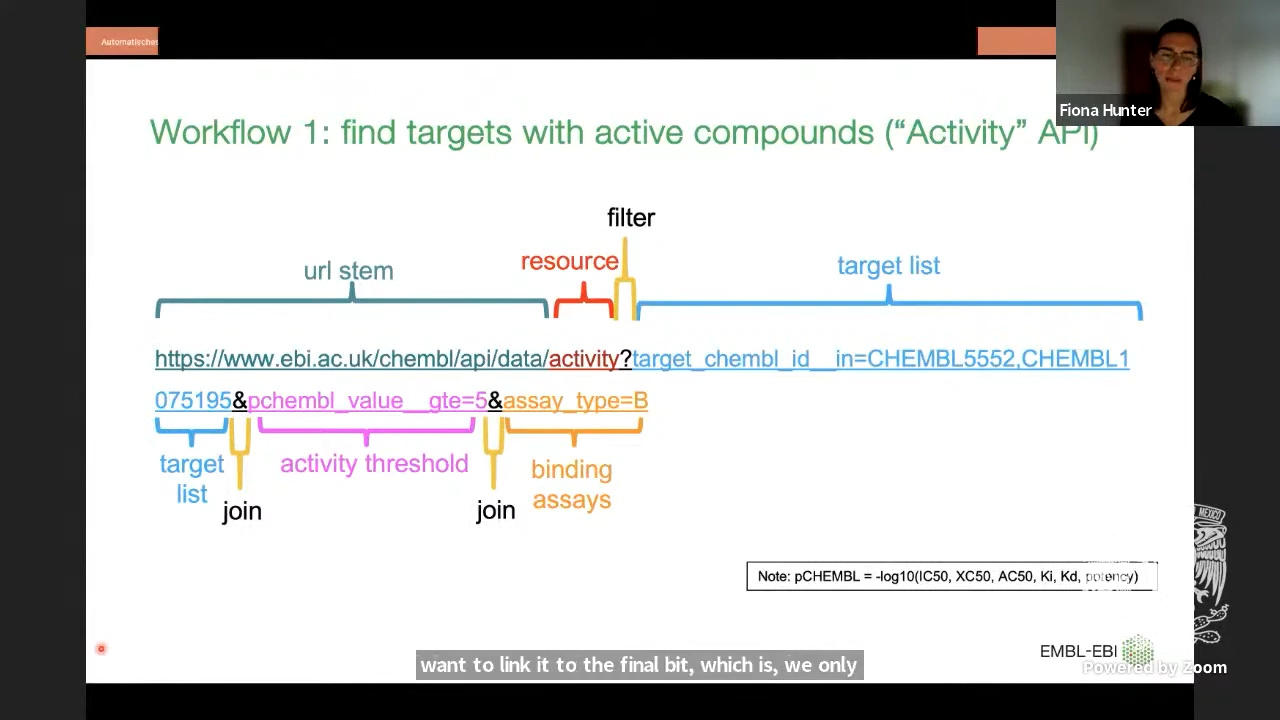 Automatisches
Fiona Hunter
Workflow 1: find targets with active compounds (“Activity” API)
filter
url stem
resource
target list
https://www.ebi.ac.uk/chembl/api/data/activity?target_chembl_id__in=CHEMBL5552,CHEMBL1
075195&pchembl_value__gte=5&assay_type=B
target
list
activity threshold
binding
assays
join
join
MEXICO
Note: pCHEMBL = -log10(IC50, XC50, AC50, Ki, Kd, potency)
EMBL-EBI
want to link it to the final bit, which is, we only
Powered by Zoom